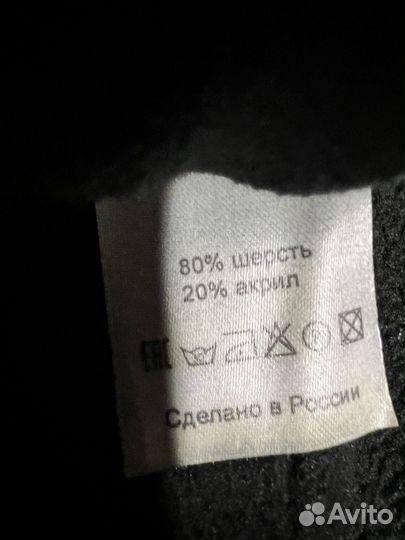 80% шерсть
20% акрил
EAC
Сделано в России
Avito